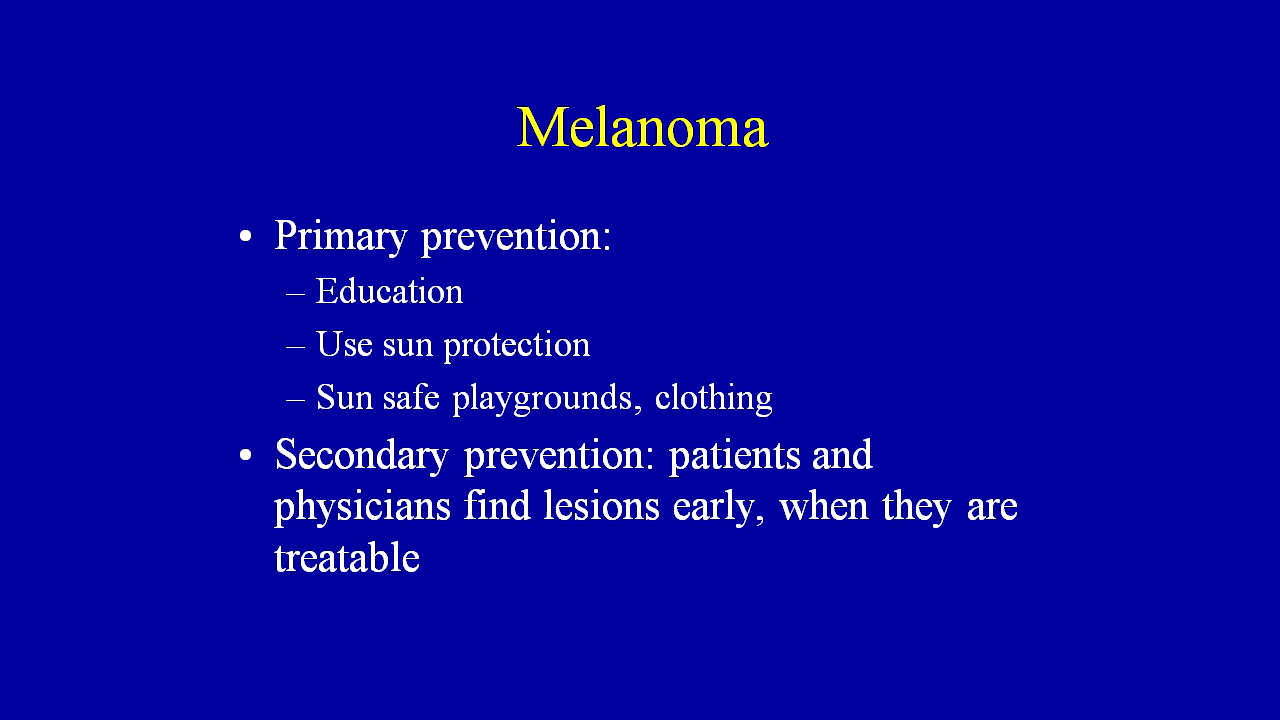 Melanoma
• Primary prevention:
– Education
– Use sun protection
– Sun safe playgrounds, clothing
• Secondary prevention: patients and
physicians find lesions early, when they are
treatable